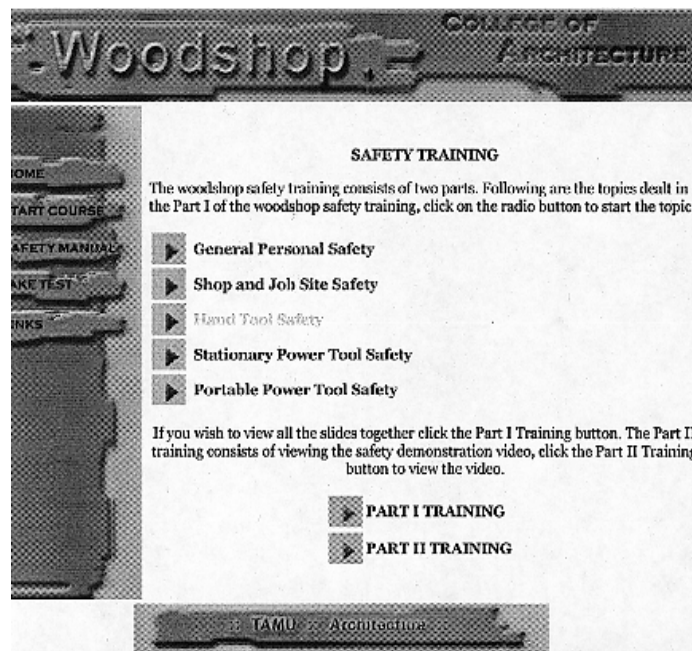 Woodshop
COLLEGE OF
ARCHITECTURE
OME
TART COURSE
AFETY MANUAL
AKE TEST
INKS
SAFETY TRAINING
The woodshop safety training consists of two parts. Following are the topics dealt in
the Part I of the woodshop safety training, click on the radio button to start the topic
General Personal Safety
Shop and Job Site Safety
Hand Tool Safety
Stationary Power Tool Safety
Portable Power Tool Safety
If you wish to view all the slides together click the Part I Training button. The Part II
training consists of viewing the safety demonstration video, click the Part II Training
button to view the video.
PART I TRAINING
PART II TRAINING
:: TAMU :: Architecture ::